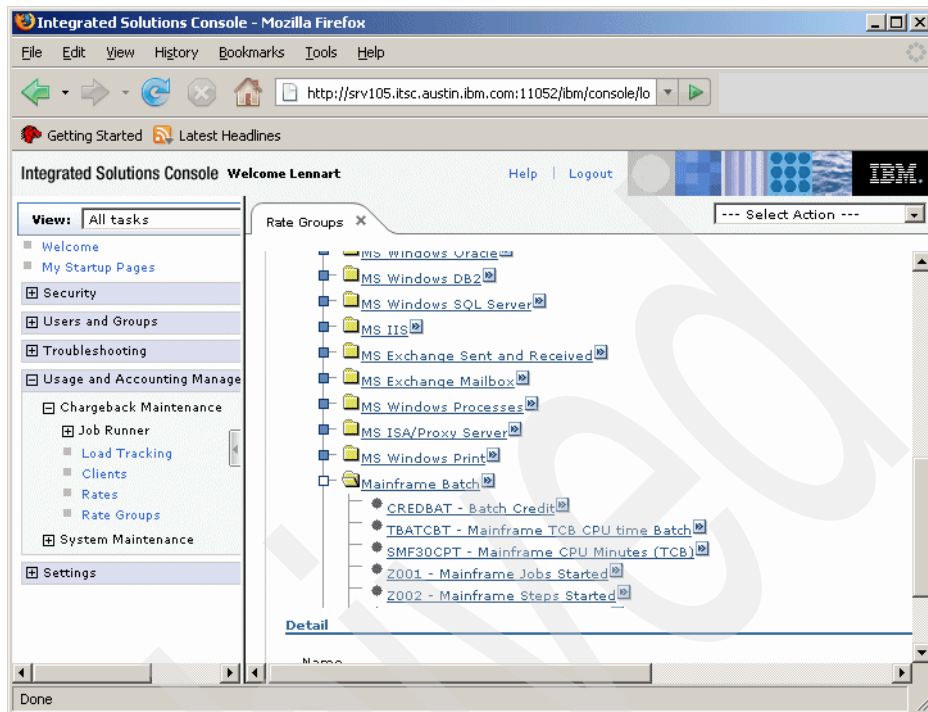 Integrated Solutions Console - Mozilla Firefox
File Edit View History Bookmarks Tools Help
http://srv105.itsc.austin.ibm.com:11052/ibm/console/lo
Getting Started Latest Headlines
Integrated Solutions Console Welcome Lennart Help | Logout IBM.
View: All tasks
Rate Groups
--- Select Action ---
Welcome
My Startup Pages
Security
Users and Groups
Troubleshooting
Usage and Accounting Manage
Chargeback Maintenance
Job Runner
Load Tracking
Clients
Rates
Rate Groups
System Maintenance
Settings
MS Windows Oracle
MS Windows DB2
MS Windows SQL Server
MS IIS
MS Exchange Sent and Received
MS Exchange Mailbox
MS Windows Processes
MS ISA/Proxy Server
MS Windows Print
Mainframe Batch
CREDBAT - Batch Credit
TBATCBT - Mainframe TCB CPU time Batch
SMF30CPT - Mainframe CPU Minutes (TCB)
Z001 - Mainframe Jobs Started
Z002 - Mainframe Steps Started
Detail
Name
Done